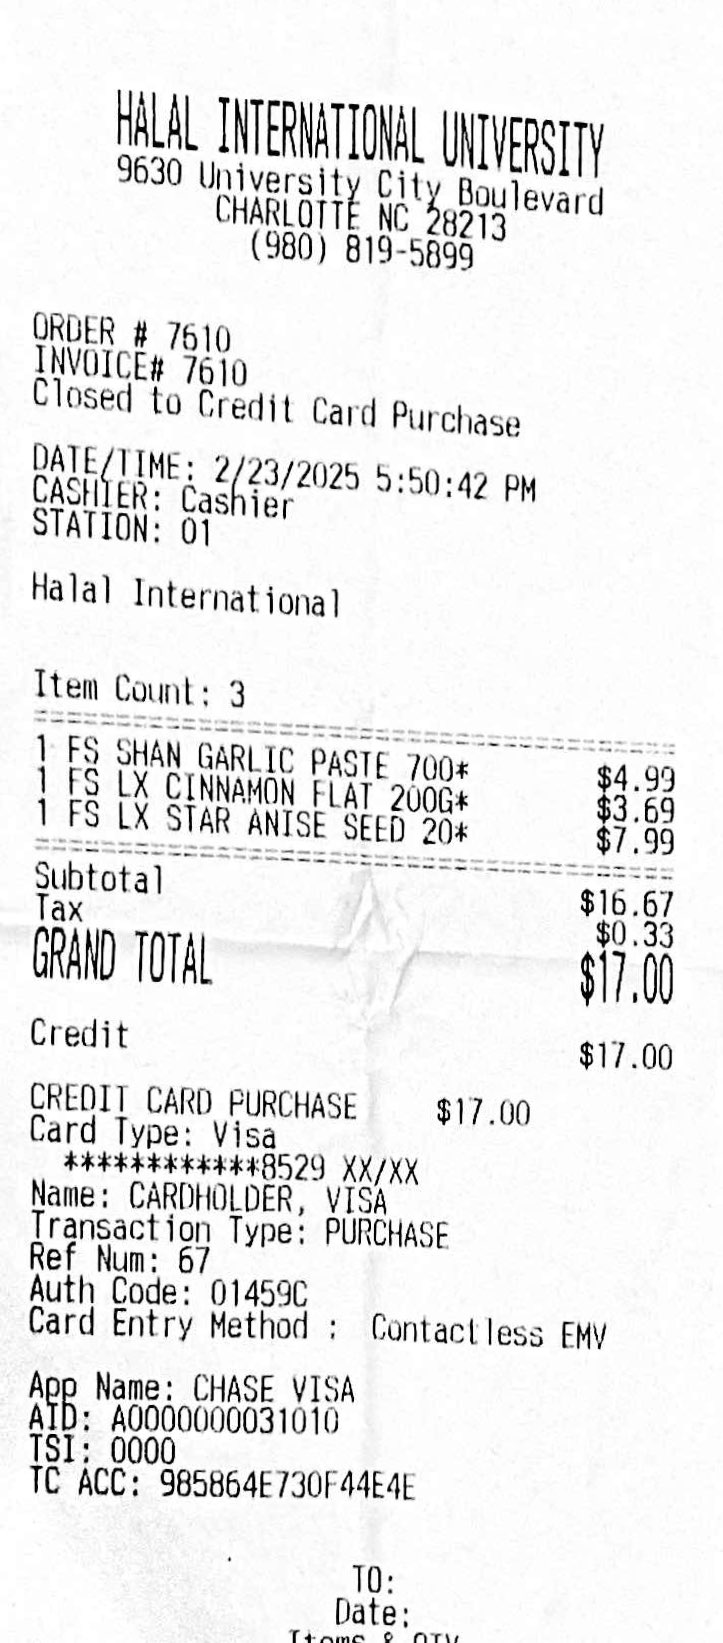 HALAL INTERNATIONAL UNIVERSITY
9630 University City Boulevard
CHARLOTTE NC 28213
(980) 819-5899
ORDER # 7610
INVOICE# 7610
Closed to Credit Card Purchase
DATE/TIME: 2/23/2025 5:50:42 PM
CASHIER: Cashier
STATION: 01
Halal International
Item Count: 3
1 FS SHAN GARLIC PASTE 700* $4.99
1 FS LX CINNAMON FLAT 200G* $3.69
1 FS LX STAR ANISE SEED 20* $7.99
Subtotal $16.67
Tax $0.33
GRAND TOTAL $17.00
Credit $17.00
CREDIT CARD PURCHASE $17.00
Card Type: Visa
************8529 XX/XX
Name: CARDHOLDER, VISA
Transaction Type: PURCHASE
Ref Num: 67
Auth Code: 01459C
Card Entry Method : Contactless EMV
App Name: CHASE VISA
AID: A0000000031010
TSI: 0000
TC ACC: 985864E730F44E4E
TO:
Date:
Items & QTY